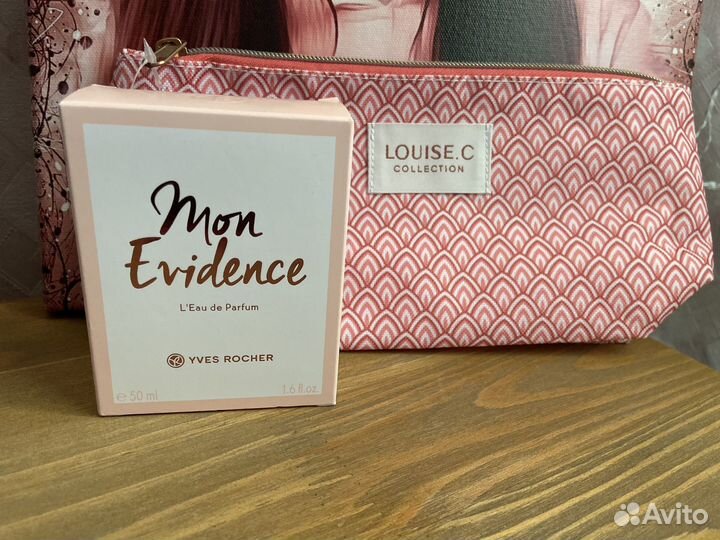 Mon
Evidence
L'Eau de Parfum
YVES ROCHER
e 50 ml
1.6 fl.oz.
LOUISE.C
COLLECTION
Avito